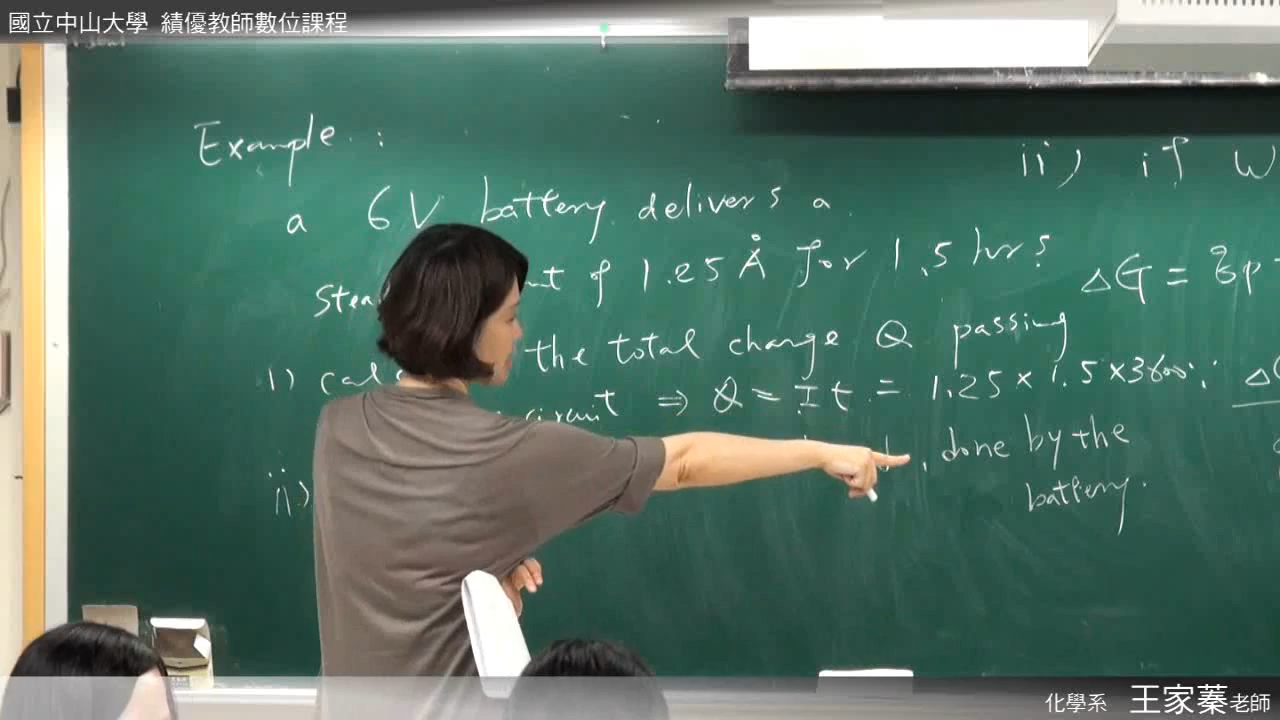 國立中山大學 績優教師數位課程
Example :
a 6V battery delivers a
of 1.25 Å for 1.5 hrs
1) the total change Q passing
⇒ Q = It = 1.25 × 1.5 × 3600
ii) done by the
battery.
ii) if W
ΔG =
化學系 王家蓁老師